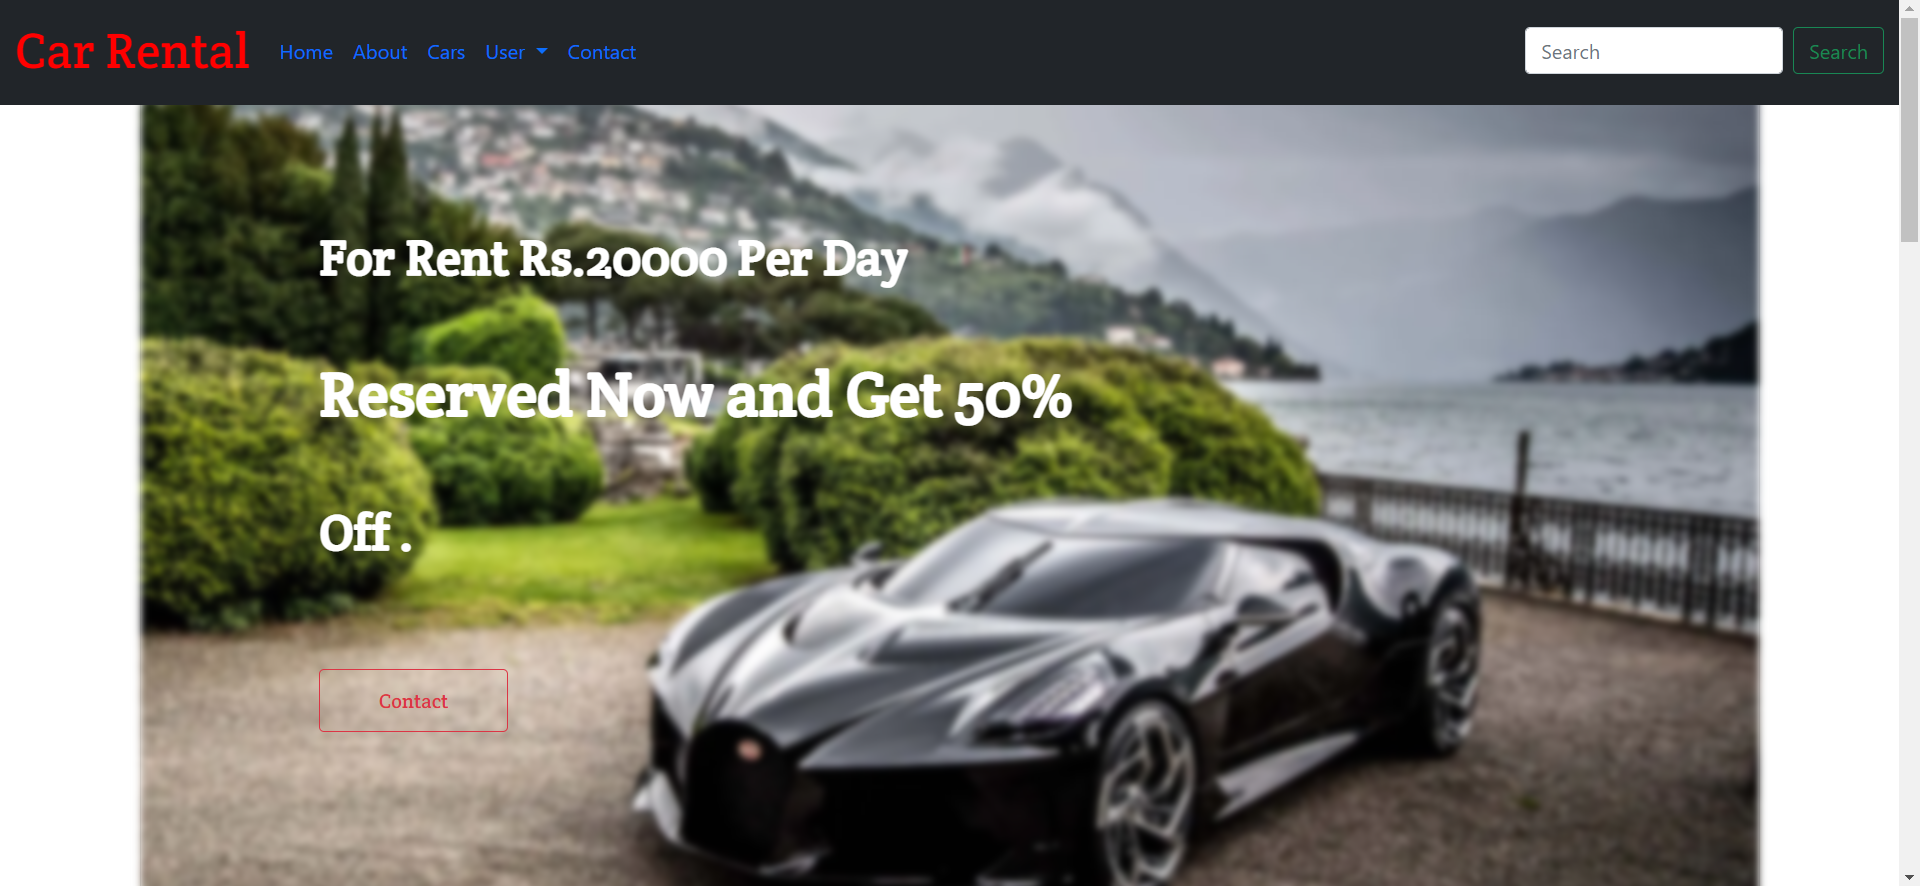 Car Rental
Home About Cars User Contact
Search Search
For Rent Rs.20000 Per Day
Reserved Now and Get 50%
Off .
Contact